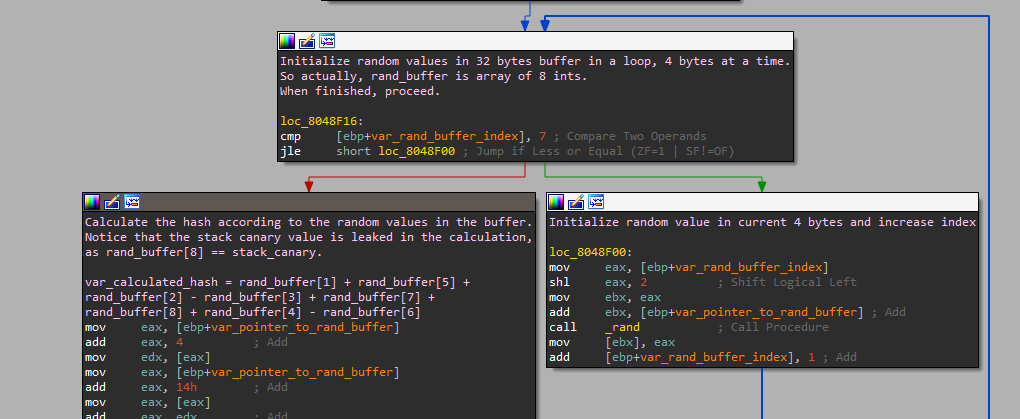 Initialize random values in 32 bytes buffer in a loop, 4 bytes at a time.
So actually, rand_buffer is array of 8 ints.
When finished, proceed.
loc_8048F16:
cmp [ebp+var_rand_buffer_index], 7 ; Compare Two Operands
jle short loc_8048F00 ; Jump if Less or Equal (ZF=1 | SF!=OF)
Calculate the hash according to the random values in the buffer.
Notice that the stack canary value is leaked in the calculation,
as rand_buffer[8] == stack_canary.
var_calculated_hash = rand_buffer[1] + rand_buffer[5] +
rand_buffer[2] - rand_buffer[3] + rand_buffer[7] +
rand_buffer[8] + rand_buffer[4] - rand_buffer[6]
mov eax, [ebp+var_pointer_to_rand_buffer]
add eax, 4 ; Add
mov edx, [eax]
mov eax, [ebp+var_pointer_to_rand_buffer]
add eax, 14h ; Add
mov eax, [eax]
add eax, edx ; Add
Initialize random value in current 4 bytes and increase index
loc_8048F00:
mov eax, [ebp+var_rand_buffer_index]
shl eax, 2 ; Shift Logical Left
mov ebx, eax
add ebx, [ebp+var_pointer_to_rand_buffer] ; Add
call _rand ; Call Procedure
mov [ebx], eax
add [ebp+var_rand_buffer_index], 1 ; Add